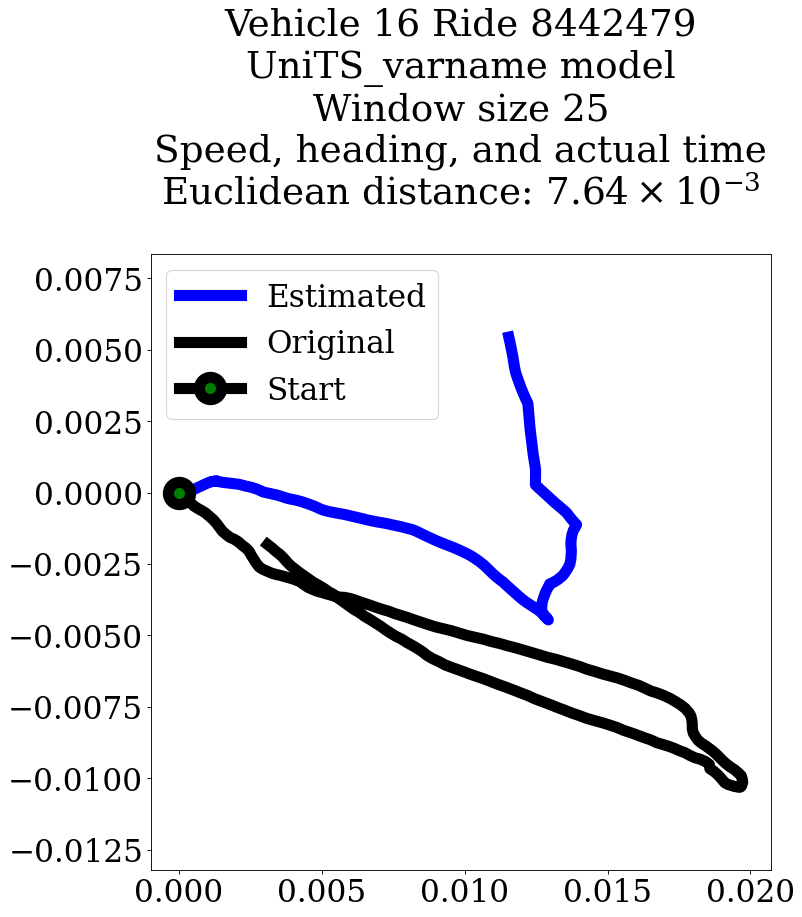 Vehicle 16 Ride 8442479
UniTS_varname model
Window size 25
Speed, heading, and actual time
Euclidean distance: 7.64 × 10⁻³
Estimated
Original
Start
0.0075
0.0050
0.0025
0.0000
−0.0025
−0.0050
−0.0075
−0.0100
−0.0125
0.000 0.005 0.010 0.015 0.020